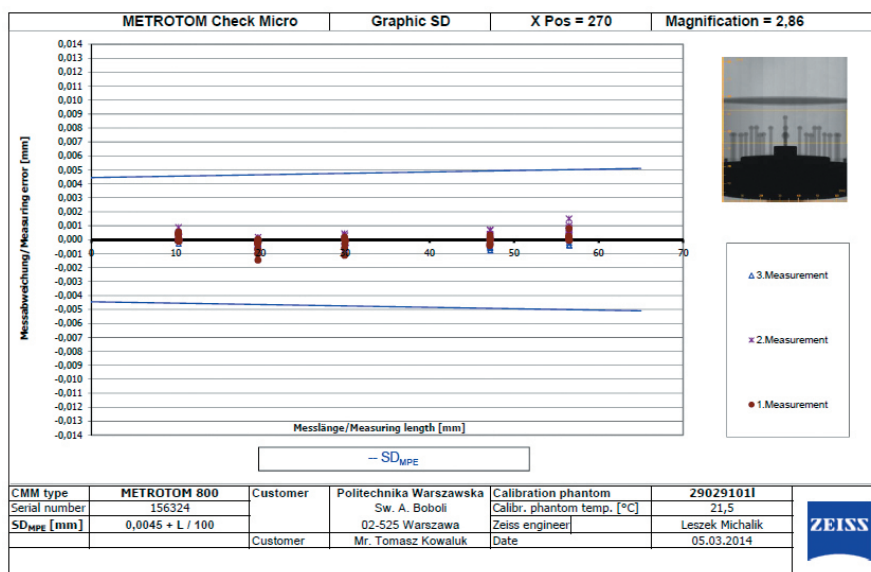 METROTOM Check Micro Graphic SD X Pos = 270 Magnification = 2,86
Messabweichung/Measuring error [mm]
0,014
0,013
0,012
0,011
0,010
0,009
0,008
0,007
0,006
0,005
0,004
0,003
0,002
0,001
0,000
-0,001
-0,002
-0,003
-0,004
-0,005
-0,006
-0,007
-0,008
-0,009
-0,010
-0,011
-0,012
-0,013
-0,014
0 10 20 30 40 50 60 70
Messlänge/Measuring length [mm]
3.Measurement
2.Measurement
1.Measurement
-- SDMPE
CMM type METROTOM 800 Customer Politechnika Warszawska Calibration phantom 29029101l
Serial number 156324 Sw. A. Boboli Calibr. phantom temp. [°C] 21,5
SDMPE [mm] 0,0045 + L / 100 02-525 Warszawa Zeiss engineer Leszek Michalik
Customer Mr. Tomasz Kowaluk Date 05.03.2014
ZEISS